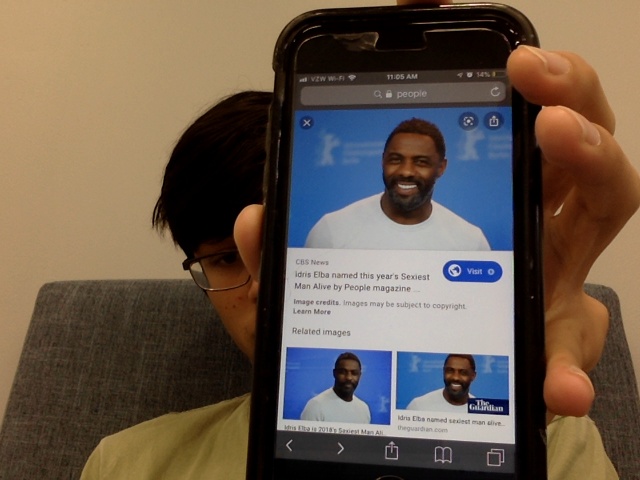 VZW Wi-Fi 11:05 AM 14%
people
CBS News
Idris Elba named this year's Sexiest
Visit
Man Alive by People magazine ...
Image credits. Images may be subject to copyright.
Learn More
Related images
The
Guardian
Idris Elba is 2018's Sexiest Man Ali
Idris Elba named sexiest man alive..
theguardian.com